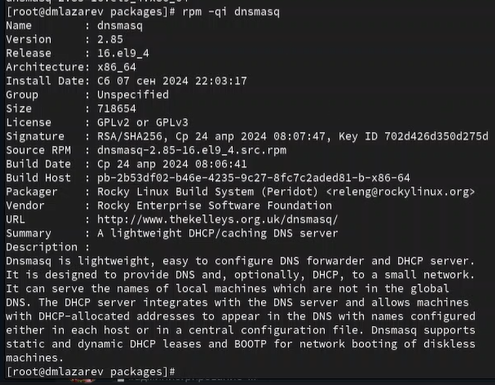 [root@dmlazarev packages]# rpm -qi dnsmasq
Name        : dnsmasq
Version     : 2.85
Release     : 16.el9_4
Architecture: x86_64
Install Date: Сб 07 сен 2024 22:03:17
Group       : Unspecified
Size        : 718654
License     : GPLv2 or GPLv3
Signature   : RSA/SHA256, Ср 24 апр 2024 08:07:47, Key ID 702d426d350d275d
Source RPM  : dnsmasq-2.85-16.el9_4.src.rpm
Build Date  : Ср 24 апр 2024 08:06:41
Build Host  : pb-2b53df02-b46e-4235-9c27-8fc7c2aded81-b-x86-64
Packager    : Rocky Linux Build System (Peridot) <releng@rockylinux.org>
Vendor      : Rocky Enterprise Software Foundation
URL         : http://www.thekelleys.org.uk/dnsmasq/
Summary     : A lightweight DHCP/caching DNS server
Description :
Dnsmasq is lightweight, easy to configure DNS forwarder and DHCP server.
It is designed to provide DNS and, optionally, DHCP, to a small network.
It can serve the names of local machines which are not in the global
DNS. The DHCP server integrates with the DNS server and allows machines
with DHCP-allocated addresses to appear in the DNS with names configured
either in each host or in a central configuration file. Dnsmasq supports
static and dynamic DHCP leases and BOOTP for network booting of diskless
machines.
[root@dmlazarev packages]#